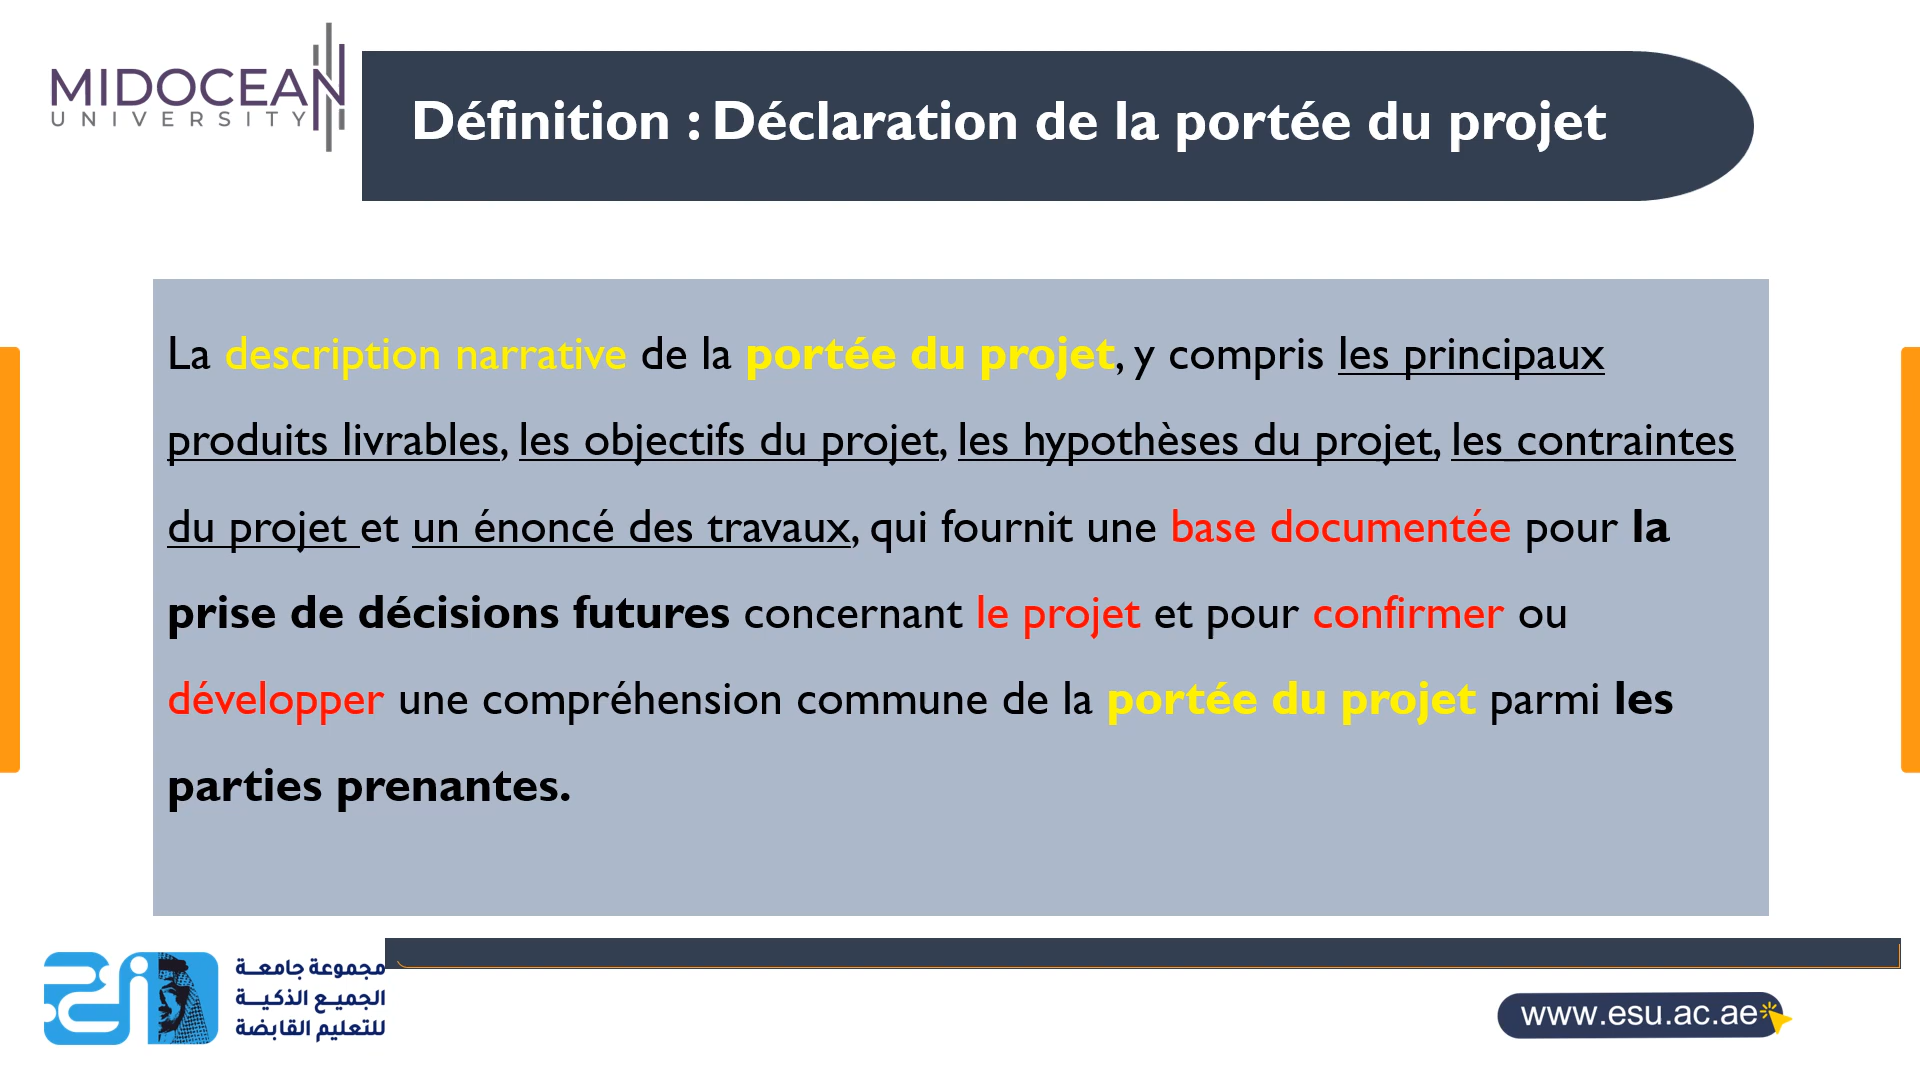 MIDOCEAN
UNIVERSITY
Définition : Déclaration de la portée du projet
La description narrative de la portée du projet, y compris les principaux
produits livrables, les objectifs du projet, les hypothèses du projet, les contraintes
du projet et un énoncé des travaux, qui fournit une base documentée pour la
prise de décisions futures concernant le projet et pour confirmer ou
développer une compréhension commune de la portée du projet parmi les
parties prenantes.
مجموعة جامعـة
الجميـع الذكيـة
للتعليم القابضة
www.esu.ac.ae